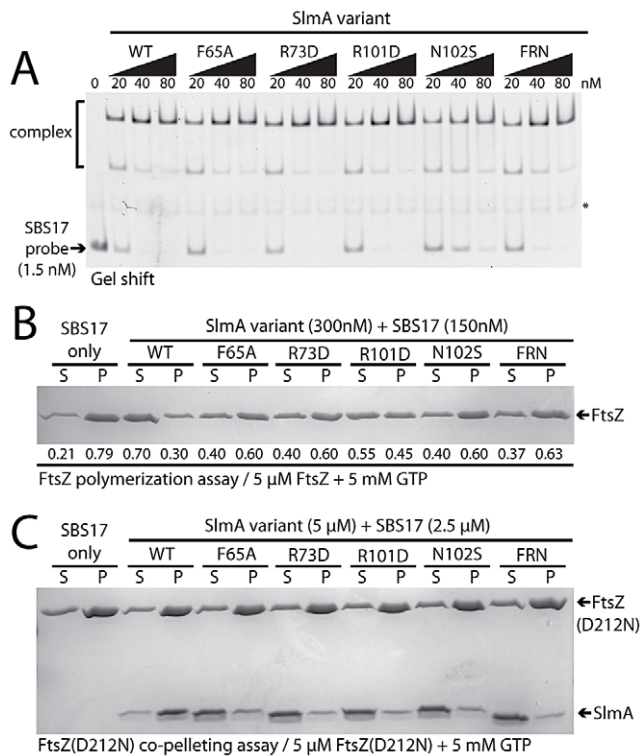 SlmA variant
A
WT F65A R73D R101D N102S FRN
0 20 40 80 20 40 80 20 40 80 20 40 80 20 40 80 20 40 80 nM
complex
*
SBS17
probe
(1.5 nM)
Gel shift
B
SBS17
only
SlmA variant (300nM) + SBS17 (150nM)
WT F65A R73D R101D N102S FRN
S P S P S P S P S P S P S P
FtsZ
0.21 0.79 0.70 0.30 0.40 0.60 0.40 0.60 0.55 0.45 0.40 0.60 0.37 0.63
FtsZ polymerization assay / 5 µM FtsZ + 5 mM GTP
C
SBS17
only
SlmA variant (5 µM) + SBS17 (2.5 µM)
WT F65A R73D R101D N102S FRN
S P S P S P S P S P S P S P
FtsZ
(D212N)
SlmA
FtsZ(D212N) co-pelleting assay / 5 µM FtsZ(D212N) + 5 mM GTP